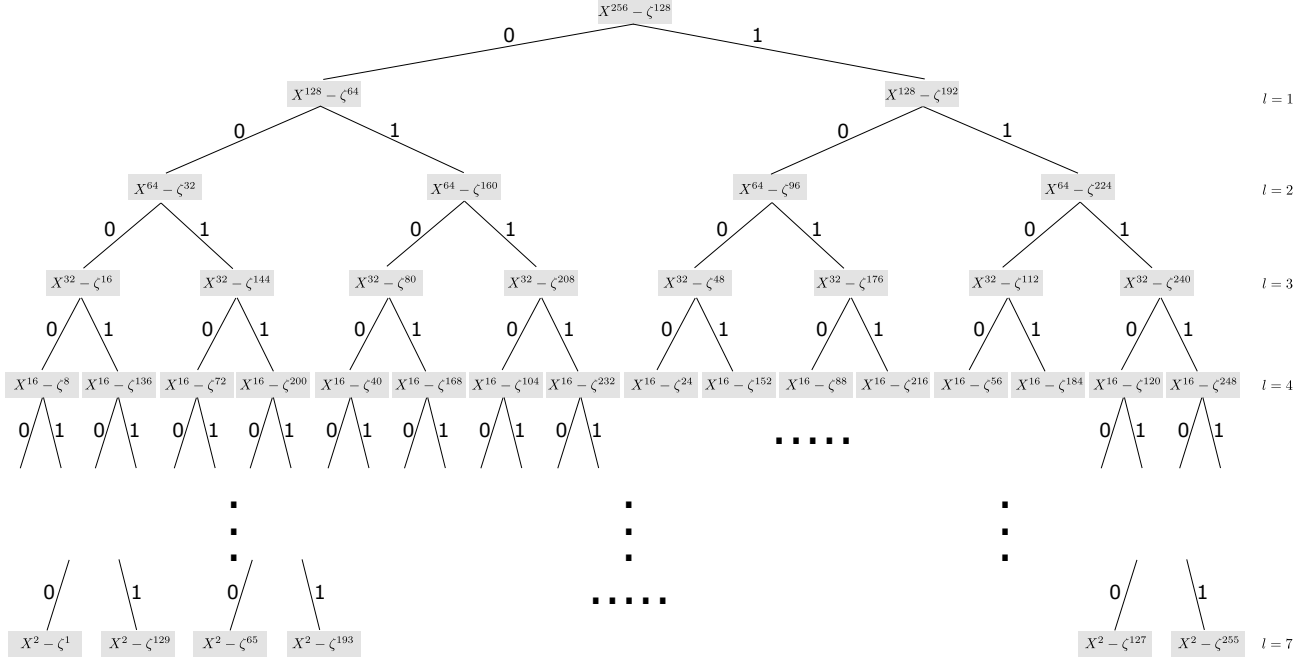 X^{256} − ζ^{128}
0 1
X^{128} − ζ^{64} X^{128} − ζ^{192} l = 1
0 1 0 1
X^{64} − ζ^{32} X^{64} − ζ^{160} X^{64} − ζ^{96} X^{64} − ζ^{224} l = 2
0 1 0 1 0 1 0 1
X^{32} − ζ^{16} X^{32} − ζ^{144} X^{32} − ζ^{80} X^{32} − ζ^{208} X^{32} − ζ^{48} X^{32} − ζ^{176} X^{32} − ζ^{112} X^{32} − ζ^{240} l = 3
0 1 0 1 0 1 0 1 0 1 0 1 0 1 0 1
X^{16} − ζ^{8} X^{16} − ζ^{136} X^{16} − ζ^{72} X^{16} − ζ^{200} X^{16} − ζ^{40} X^{16} − ζ^{168} X^{16} − ζ^{104} X^{16} − ζ^{232} X^{16} − ζ^{24} X^{16} − ζ^{152} X^{16} − ζ^{88} X^{16} − ζ^{216} X^{16} − ζ^{56} X^{16} − ζ^{184} X^{16} − ζ^{120} X^{16} − ζ^{248} l = 4
0 1 0 1 0 1 0 1 0 1 0 1 0 1 0 1 ..... 0 1 0 1
0 1 0 1 ..... 0 1
X^{2} − ζ^{1} X^{2} − ζ^{129} X^{2} − ζ^{65} X^{2} − ζ^{193} X^{2} − ζ^{127} X^{2} − ζ^{255} l = 7